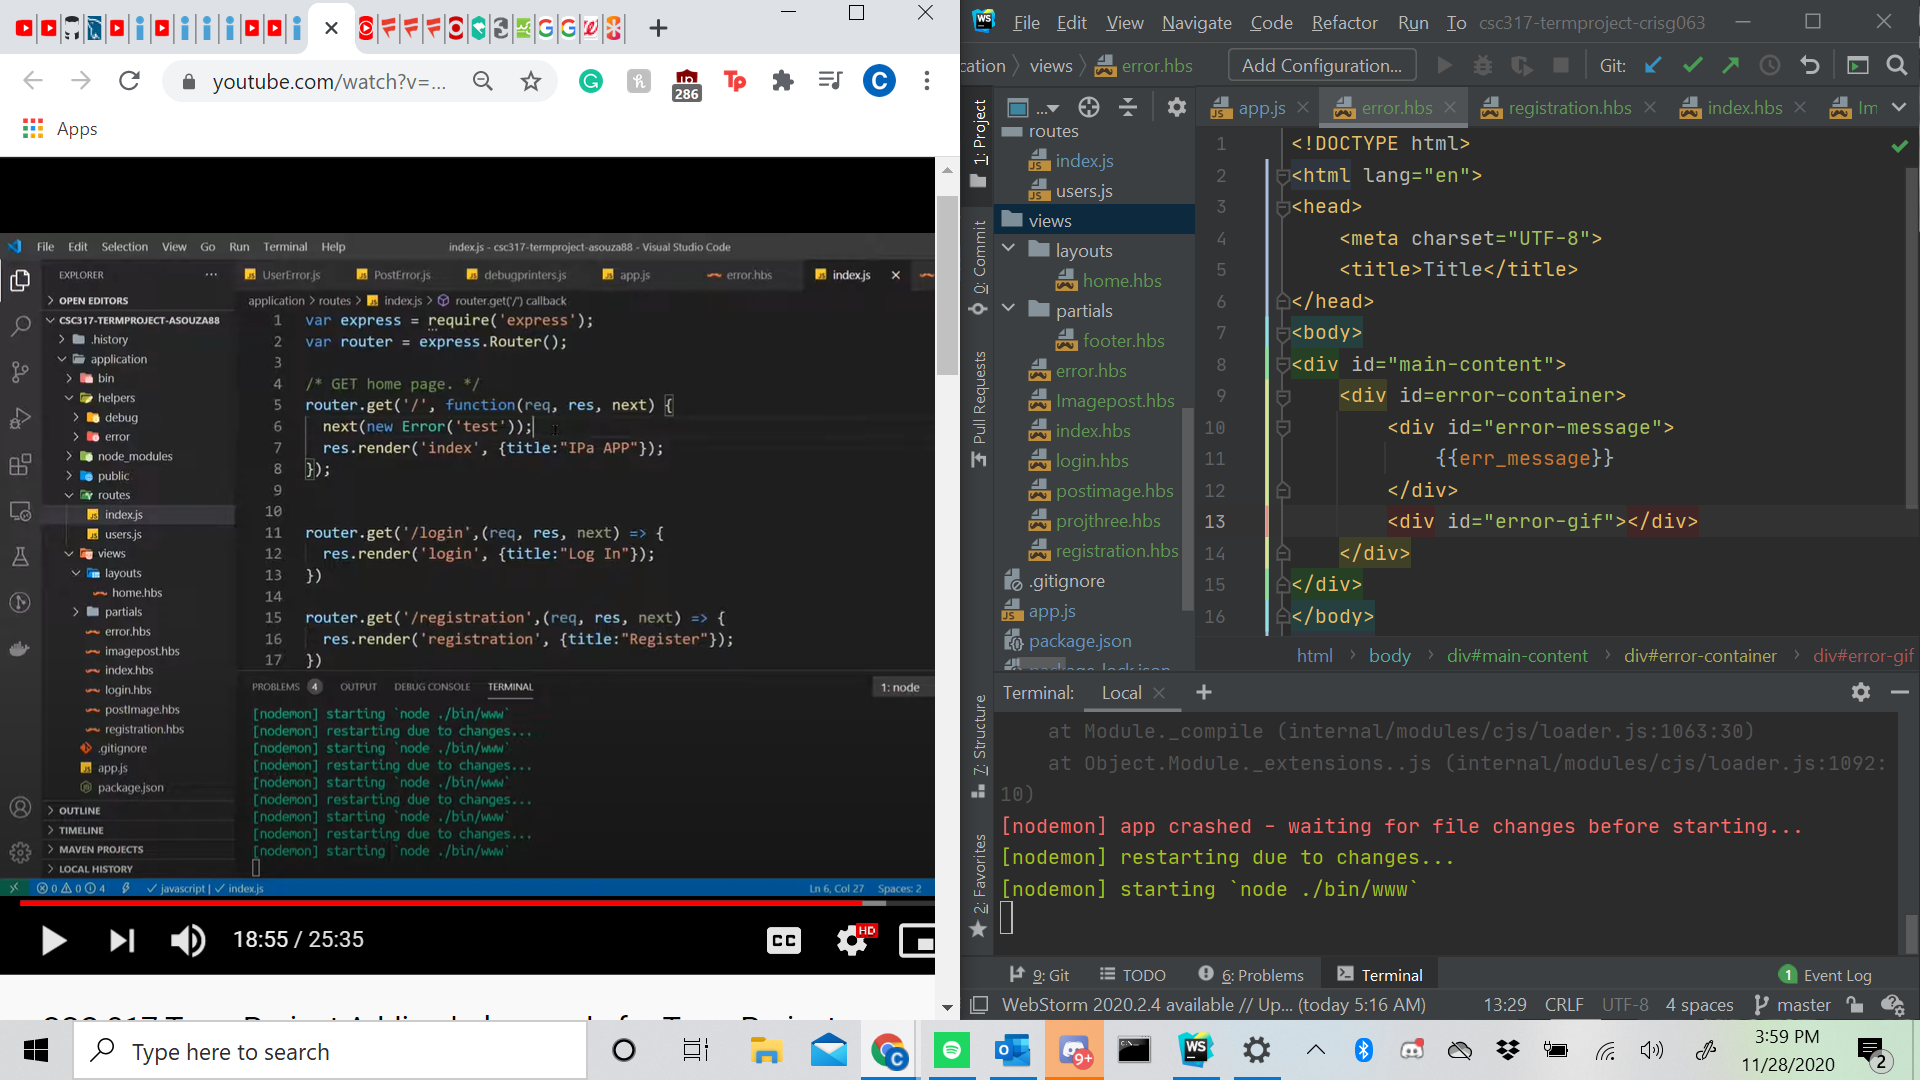 youtube.com/watch?v=...
286
Tp
C
Apps
File Edit Selection View Go Run Terminal Help
index.js - csc317-termproject-asouza88 - Visual Studio Code
EXPLORER
UserError.js PostError.js debugprinters.js app.js error.hbs index.js
OPEN EDITORS
application > routes > index.js > router.get('/') callback
CSC317-TERMPROJECT-ASOUZA88
.history
application
bin
helpers
debug
error
node_modules
public
routes
index.js
users.js
views
layouts
home.hbs
partials
error.hbs
imagepost.hbs
index.hbs
login.hbs
postImage.hbs
registration.hbs
.gitignore
app.js
package.json
OUTLINE
TIMELINE
MAVEN PROJECTS
LOCAL HISTORY
1 var express = require('express');
2 var router = express.Router();
3
4 /* GET home page. */
5 router.get('/', function(req, res, next) {
6 next(new Error('test'));
7 res.render('index', {title:"IPa APP"});
8 });
9
10
11 router.get('/login',(req, res, next) => {
12 res.render('login', {title:"Log In"});
13 })
14
15 router.get('/registration',(req, res, next) => {
16 res.render('registration', {title:"Register"});
17 })
PROBLEMS 4 OUTPUT DEBUG CONSOLE TERMINAL 1: node
[nodemon] starting `node ./bin/www`
[nodemon] restarting due to changes...
[nodemon] starting `node ./bin/www`
[nodemon] restarting due to changes...
[nodemon] starting `node ./bin/www`
[nodemon] restarting due to changes...
[nodemon] starting `node ./bin/www`
[nodemon] restarting due to changes...
[nodemon] starting `node ./bin/www`
0 0 4 javascript | index.js Ln 6, Col 27 Spaces: 2
18:55 / 25:35
CC
HD
WS File Edit View Navigate Code Refactor Run To csc317-termproject-crisg063
cation views error.hbs Add Configuration... Git:
1: Project
0: Commit
Pull Requests
7: Structure
2: Favorites
...
app.js error.hbs registration.hbs index.hbs Im
routes
index.js
users.js
views
layouts
home.hbs
partials
footer.hbs
error.hbs
Imagepost.hbs
index.hbs
login.hbs
postimage.hbs
projthree.hbs
registration.hbs
.gitignore
app.js
package.json
package-lock.json
1 <!DOCTYPE html>
2 <html lang="en">
3 <head>
4 <meta charset="UTF-8">
5 <title>Title</title>
6 </head>
7 <body>
8 <div id="main-content">
9 <div id=error-container>
10 <div id="error-message">
11 {{err_message}}
12 </div>
13 <div id="error-gif"></div>
14 </div>
15 </div>
16 </body>
html body div#main-content div#error-container div#error-gif
Terminal: Local
at Module._compile (internal/modules/cjs/loader.js:1063:30)
at Object.Module._extensions..js (internal/modules/cjs/loader.js:1092:
10)
[nodemon] app crashed - waiting for file changes before starting...
[nodemon] restarting due to changes...
[nodemon] starting `node ./bin/www`
9: Git TODO 6: Problems Terminal 1 Event Log
WebStorm 2020.2.4 available // Up... (today 5:16 AM) 13:29 CRLF UTF-8 4 spaces master
Type here to search
C
9+
WS
3:59 PM
11/28/2020
2